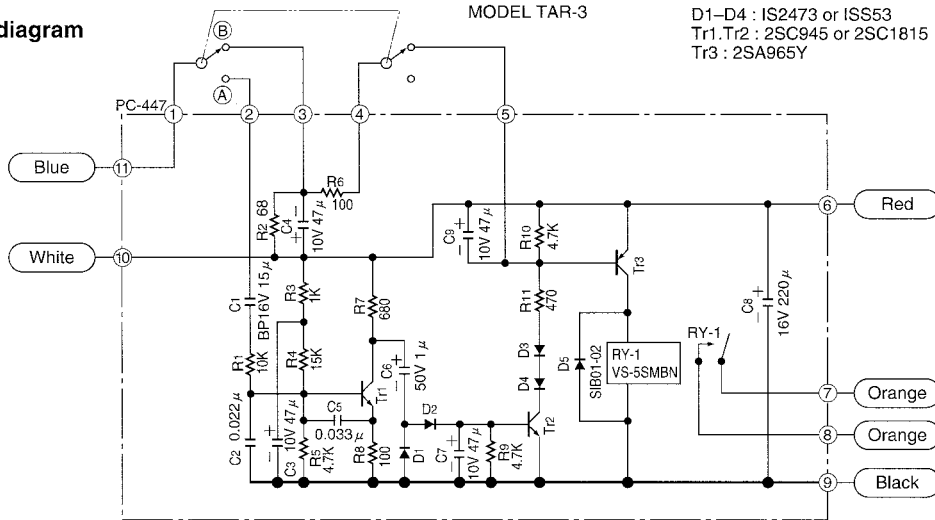 diagram
MODEL TAR-3
D1–D4 : IS2473 or ISS53
Tr1.Tr2 : 2SC945 or 2SC1815
Tr3 : 2SA965Y
B
A
PC-447
1
2
3
4
5
11
Blue
R6
100
R2 68
C4
10V 47μ
6
Red
White
10
C1
BP16V 15μ
R3
1K
R7
680
C9
10V 47μ
R10
4.7K
Tr3
R11
470
C8
16V 220μ
R1
10K
R4
15K
Tr1
C6
50V 1μ
D3
D4
D5
SIB01-02
RY-1
VS-5SMBN
RY-1
7
Orange
C2 0.022μ
C3 10V 47μ
C5
0.033μ
R5
4.7K
R8
100
D2
D1
C7
10V 47μ
R9
4.7K
Tr2
8
Orange
9
Black